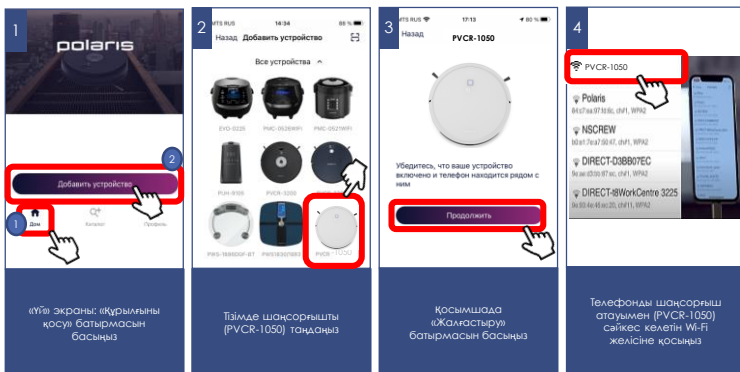 1
polaris
2
Добавить устройство
1
Дом
Каталог
Профиль
«Үй» экраны: «Құрылғыны
қосу» батырмасын
басыңыз
2
MTS RUS 14:34 88 %
Назад Добавить устройство
Все устройства
EVO-0225 PMC-0526WIFI PMC-0521WIFI
PUH-9105 PVCR-3200
PVCR-1050
Тізімде шаңсорғышты
(PVCR-1050) таңдаңыз
3
MTS RUS 17:13 60 %
Назад PVCR-1050
Убедитесь, что ваше устройство
включено и телефон находится рядом с
ним
Продолжить
Қосымшада
«Жалғастыру»
батырмасын басыңыз
4
PVCR-1050
Polaris
NSCREW
DIRECT-D3BB07EC
DIRECT-t8WorkCentre 3225
Телефонды шаңсорғыш
атауымен (PVCR-1050)
сәйкес келетін Wi-Fi
желісіне қосыңыз